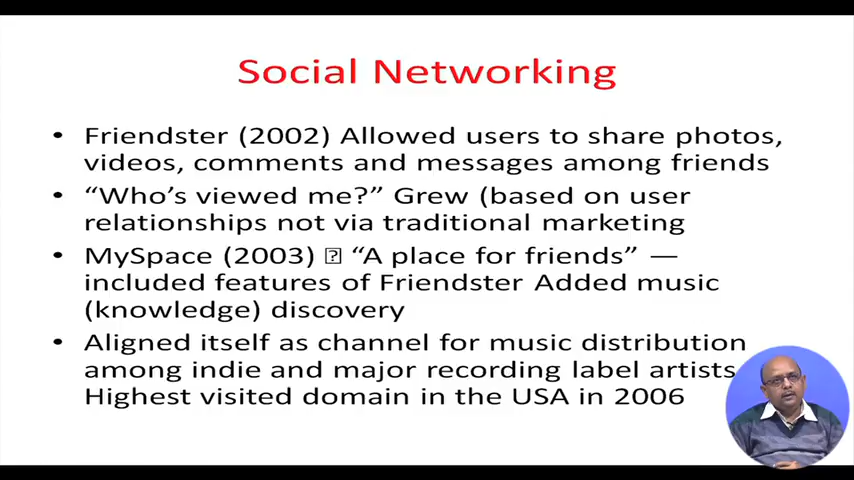 Social Networking
• Friendster (2002) Allowed users to share photos,
videos, comments and messages among friends
• “Who’s viewed me?” Grew (based on user
relationships not via traditional marketing
• MySpace (2003) ⍰ “A place for friends” —
included features of Friendster Added music
(knowledge) discovery
• Aligned itself as channel for music distribution
among indie and major recording label artists
Highest visited domain in the USA in 2006